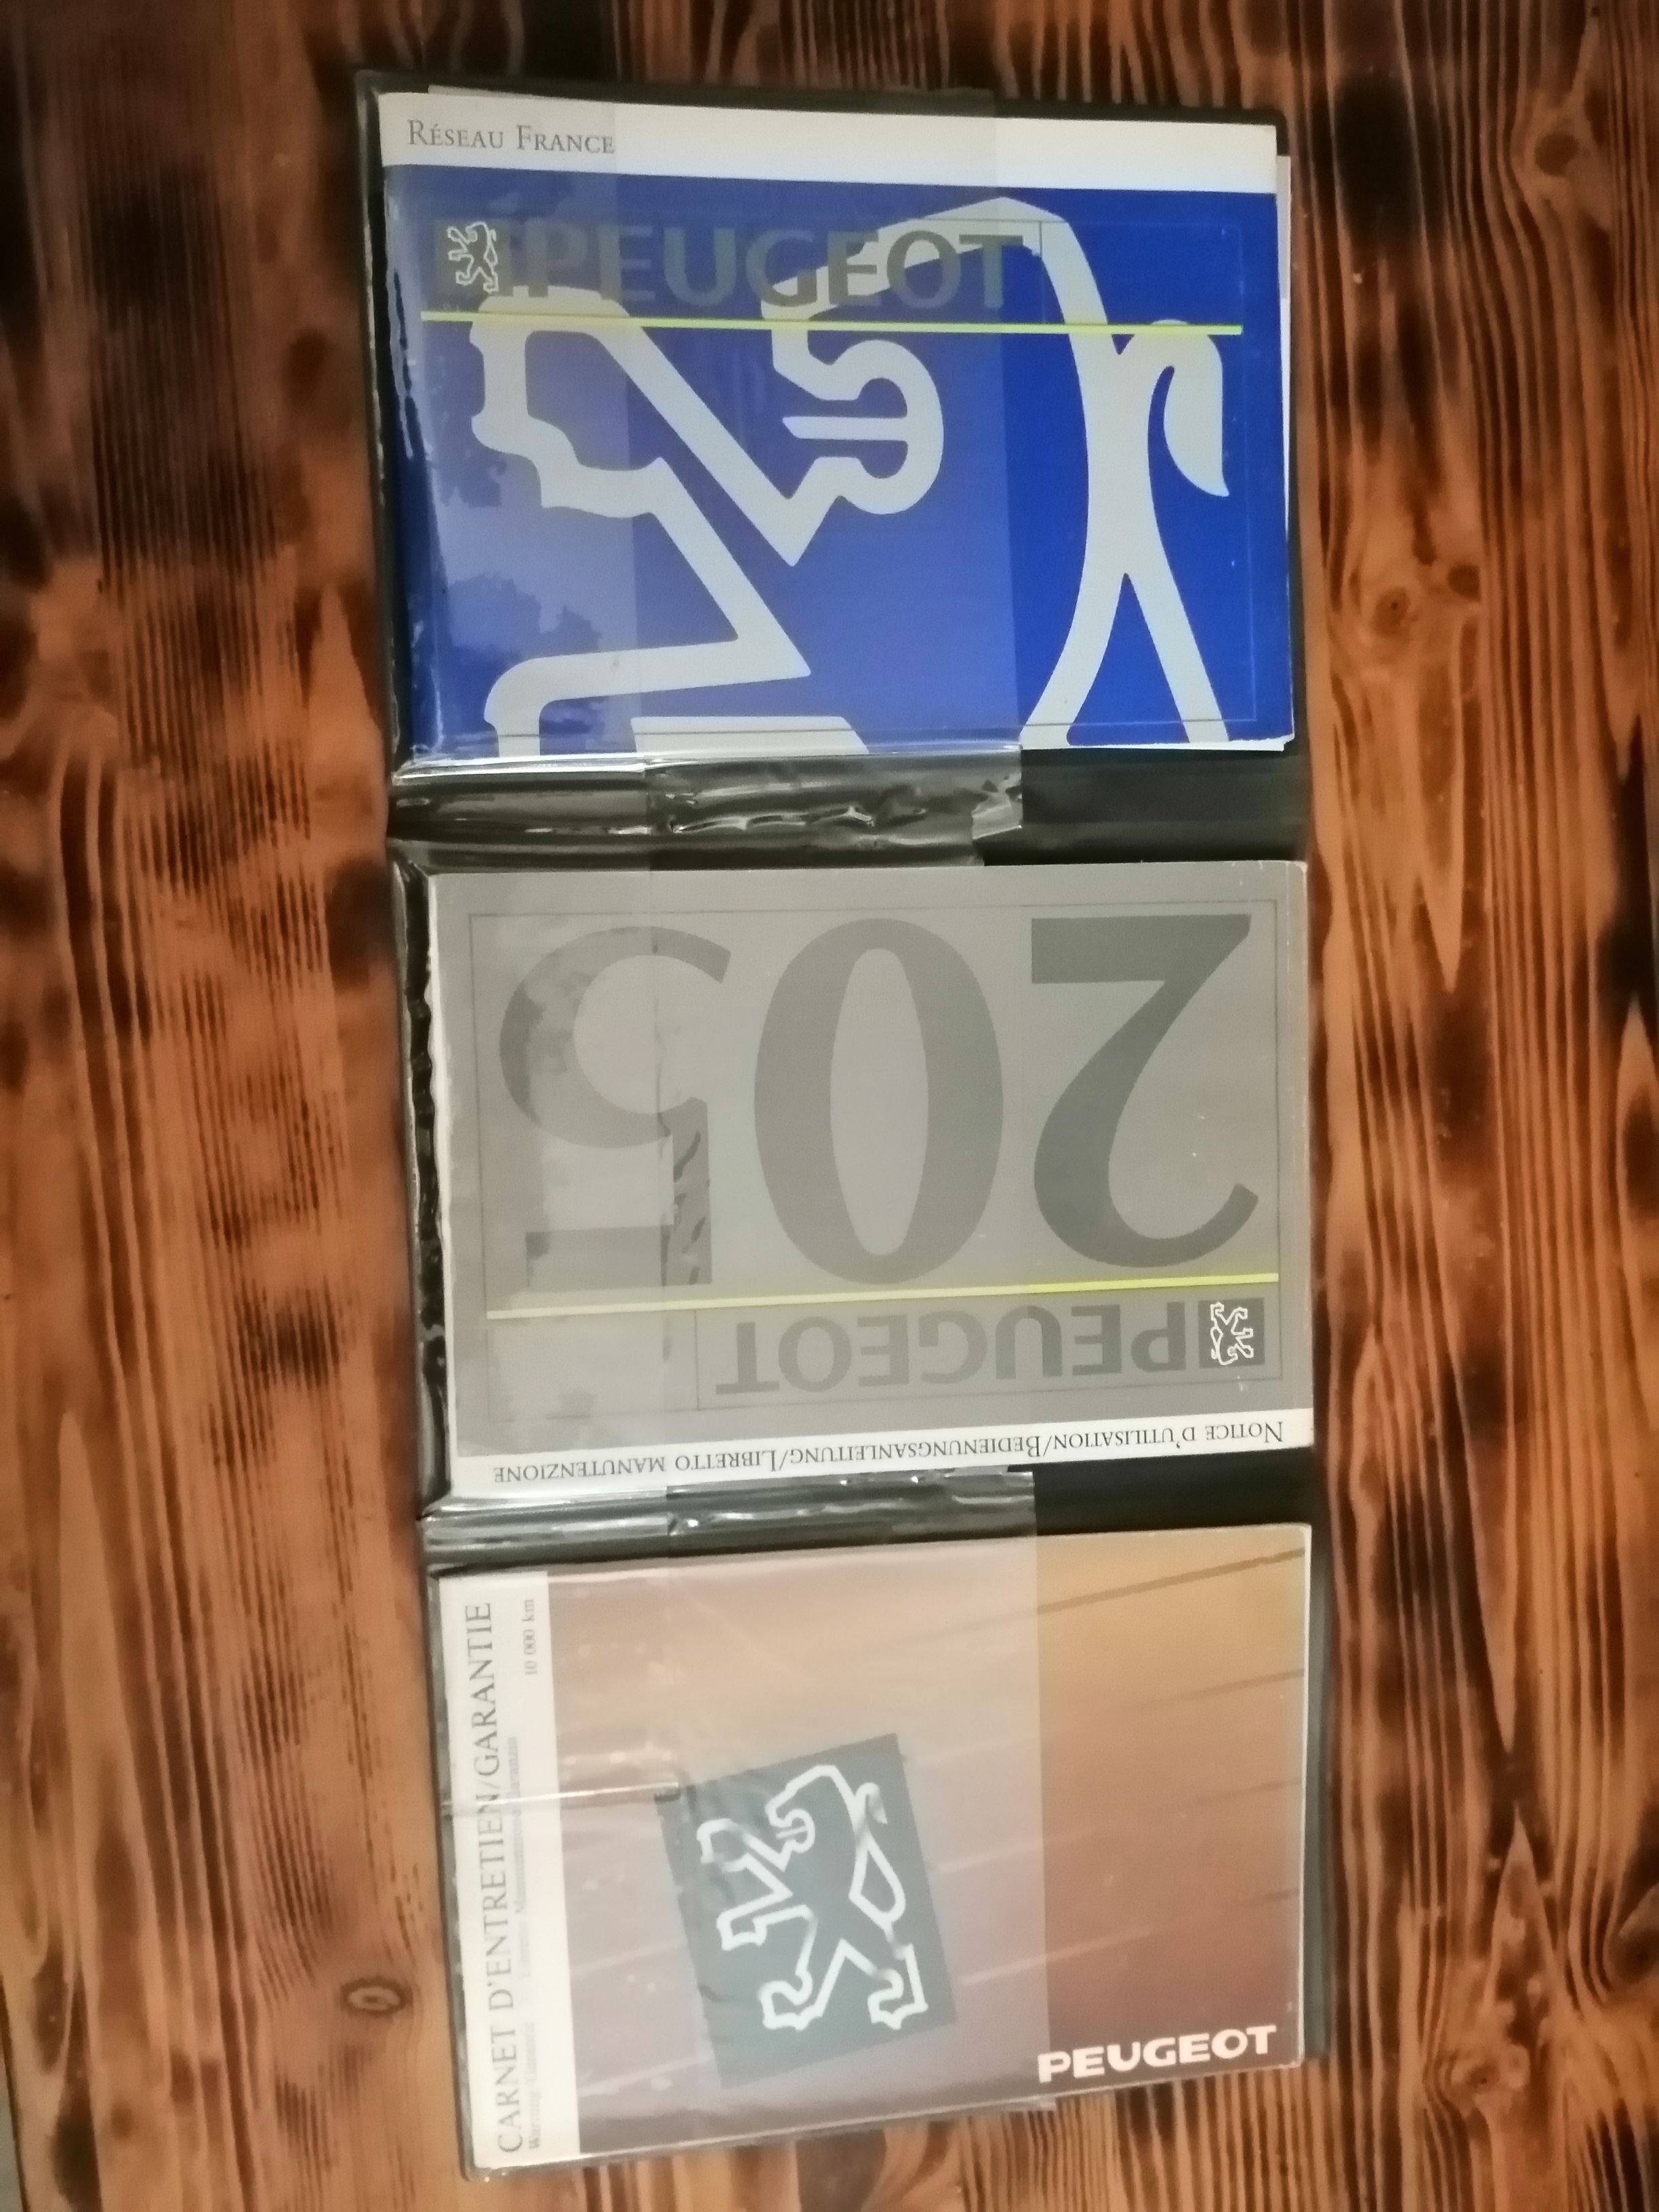 RÉSEAU FRANCE
PEUGEOT
205
PEUGEOT
NOTICE D'UTILISATION/BEDIENUNGSANLEITUNG/LIBRETTO MANUTENZIONE
CARNET D'ENTRETIEN/GARANTIE
10 000 km
PEUGEOT